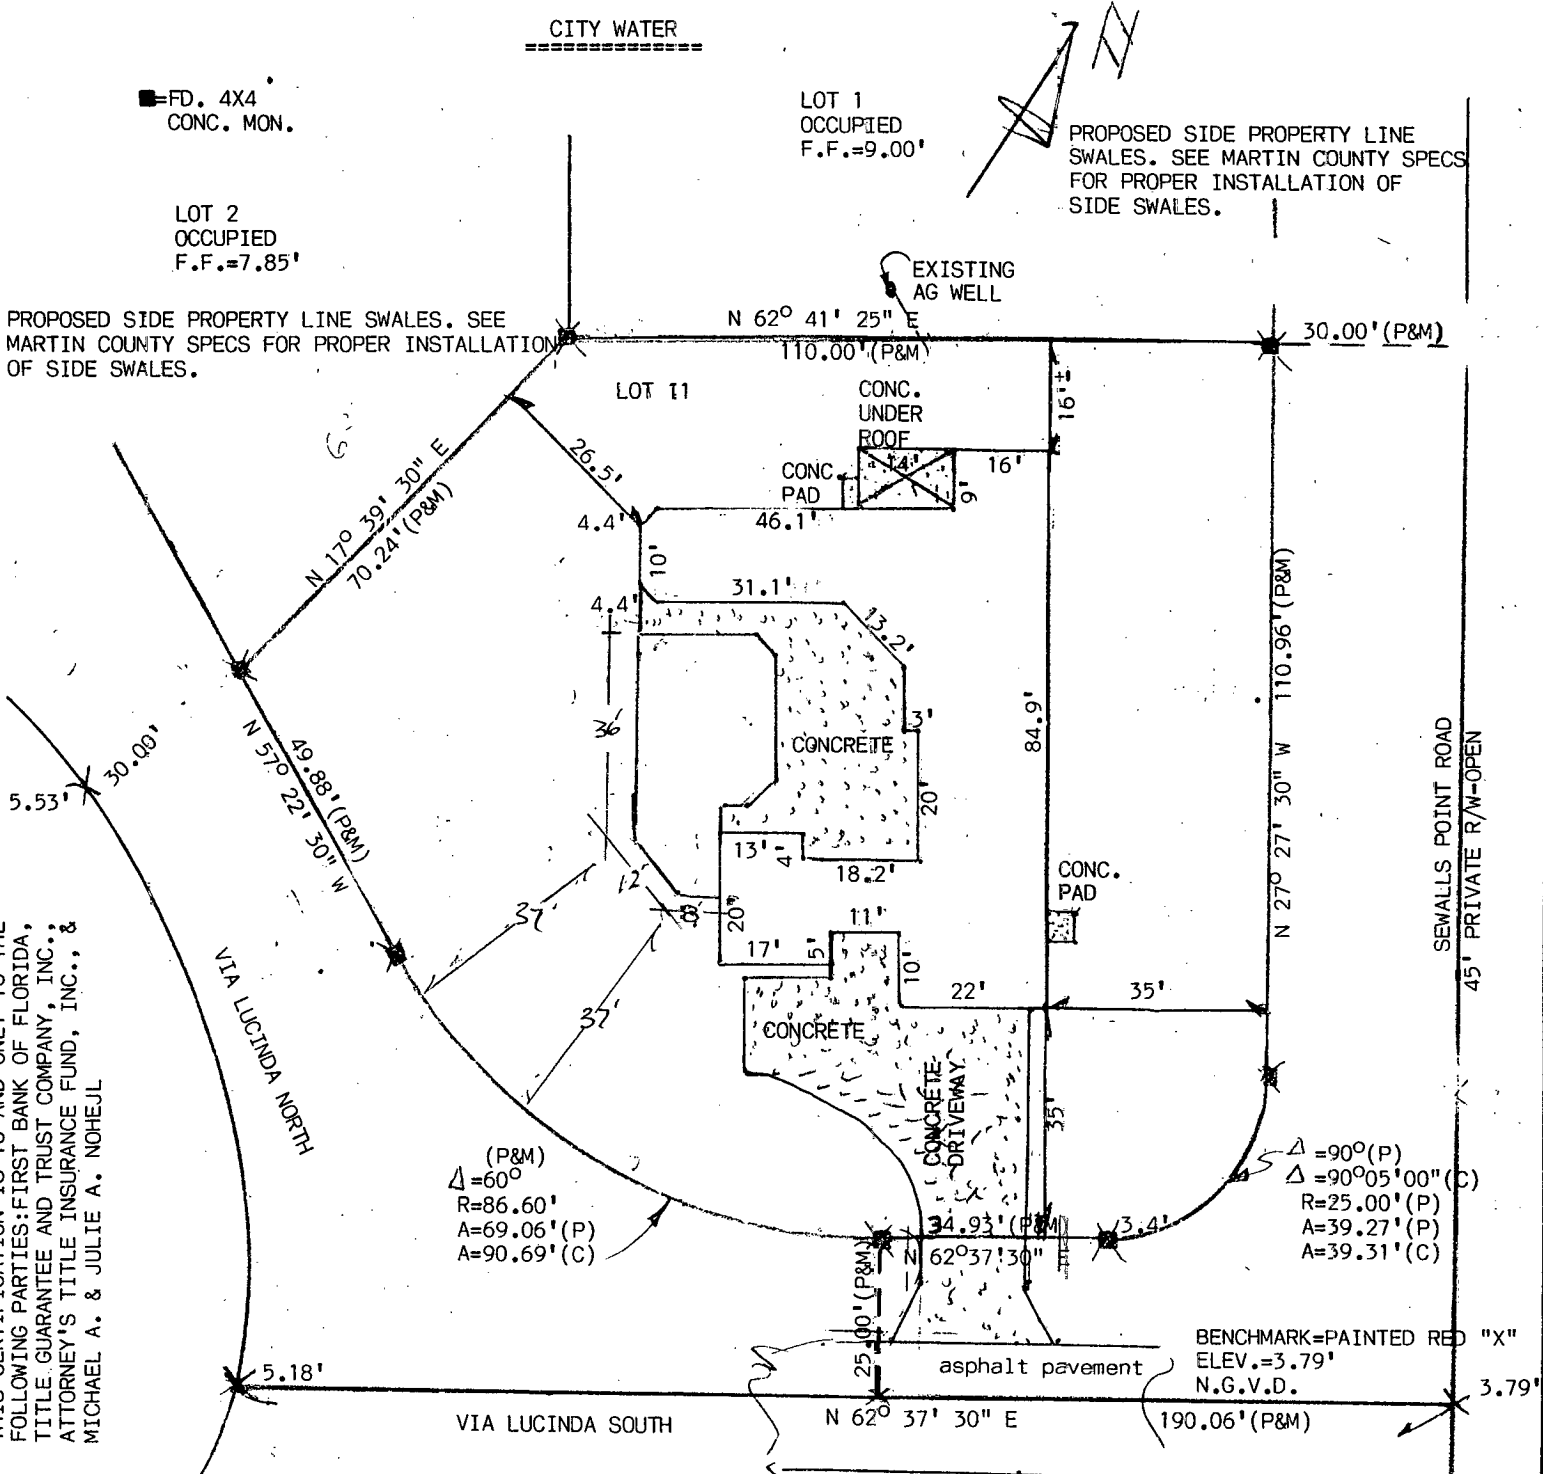 CITY WATER
=FD. 4X4
CONC. MON.
LOT 1
OCCUPIED
F.F.=9.00'
N
PROPOSED SIDE PROPERTY LINE
SWALES. SEE MARTIN COUNTY SPECS
FOR PROPER INSTALLATION OF
SIDE SWALES.
LOT 2
OCCUPIED
F.F.=7.85'
EXISTING
AG WELL
PROPOSED SIDE PROPERTY LINE SWALES. SEE
MARTIN COUNTY SPECS FOR PROPER INSTALLATION
OF SIDE SWALES.
N 62° 41' 25" E
110.00'(P&M)
30.00'(P&M)
LOT 11
CONC.
UNDER
ROOF
16'±
14'
16'
9'
CONC
PAD
26.5'
N 17° 39' 30" E
70.24'(P&M)
4.4'
46.1'
10'
4.4'
31.1'
13.2'
3'
36'
CONCRETE
20'
84.9'
110.96'(P&M)
N 27° 27' 30" W
SEWALLS POINT ROAD
45' PRIVATE R/W-OPEN
30.00'
5.53'
49.88'(P&M)
N 57° 22' 30" W
13'
4'
18.2'
12'
8'
20'
37'
37'
11'
17'
5'
10'
CONC.
PAD
22'
35'
CONCRETE
CONCRETE
DRIVEWAY
35'
VIA LUCINDA NORTH
FOLLOWING PARTIES:FIRST BANK OF FLORIDA,
TITLE GUARANTEE AND TRUST COMPANY, INC.,
ATTORNEY'S TITLE INSURANCE FUND, INC., &
MICHAEL A. & JULIE A. NOHEJL
(P&M)
Δ=60°
R=86.60'
A=69.06'(P)
A=90.69'(C)
Δ=90°(P)
Δ=90°05'00"(C)
R=25.00'(P)
A=39.27'(P)
A=39.31'(C)
34.93'(P&M)
3.4'
N 62°37'30" E
25.00'(P&M)
asphalt pavement
BENCHMARK=PAINTED RED "X"
ELEV.=3.79'
N.G.V.D.
3.79'
5.18'
VIA LUCINDA SOUTH
N 62° 37' 30" E
190.06'(P&M)